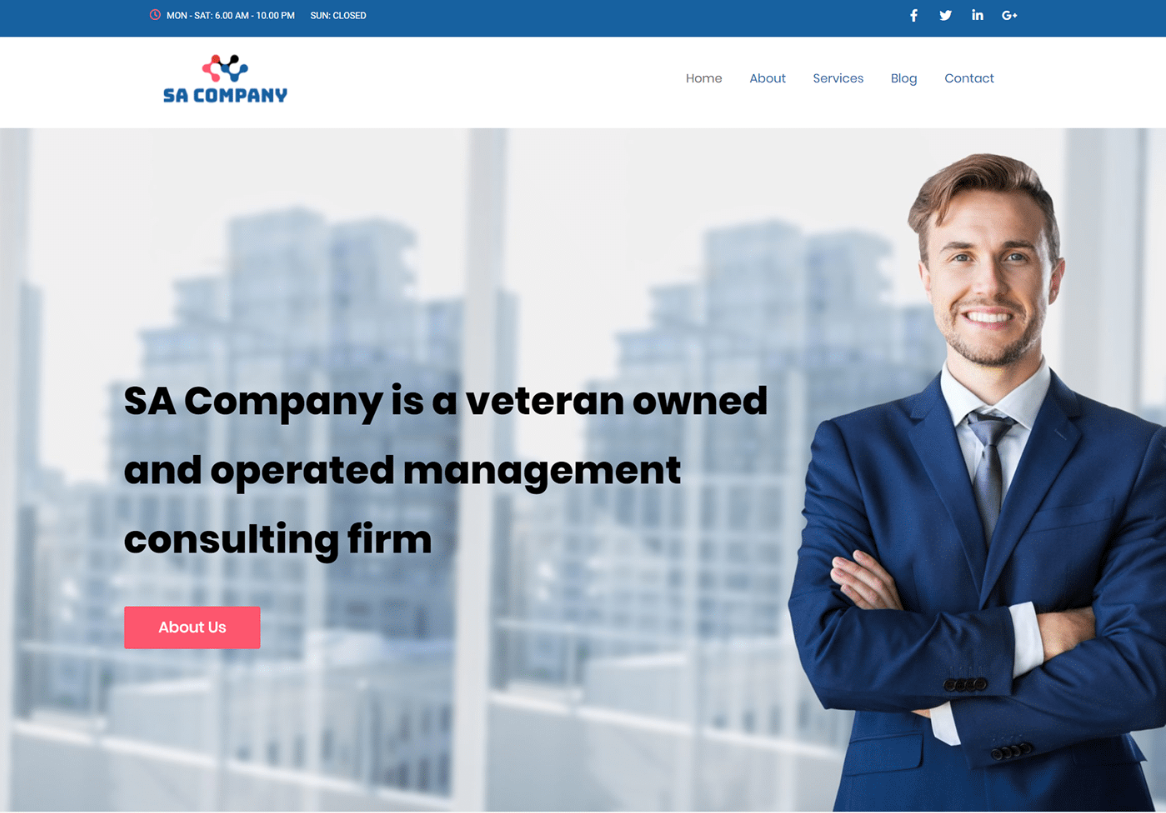 MON - SAT: 6.00 AM - 10.00 PM SUN: CLOSED
SA COMPANY
Home About Services Blog Contact
SA Company is a veteran owned
and operated management
consulting firm
About Us